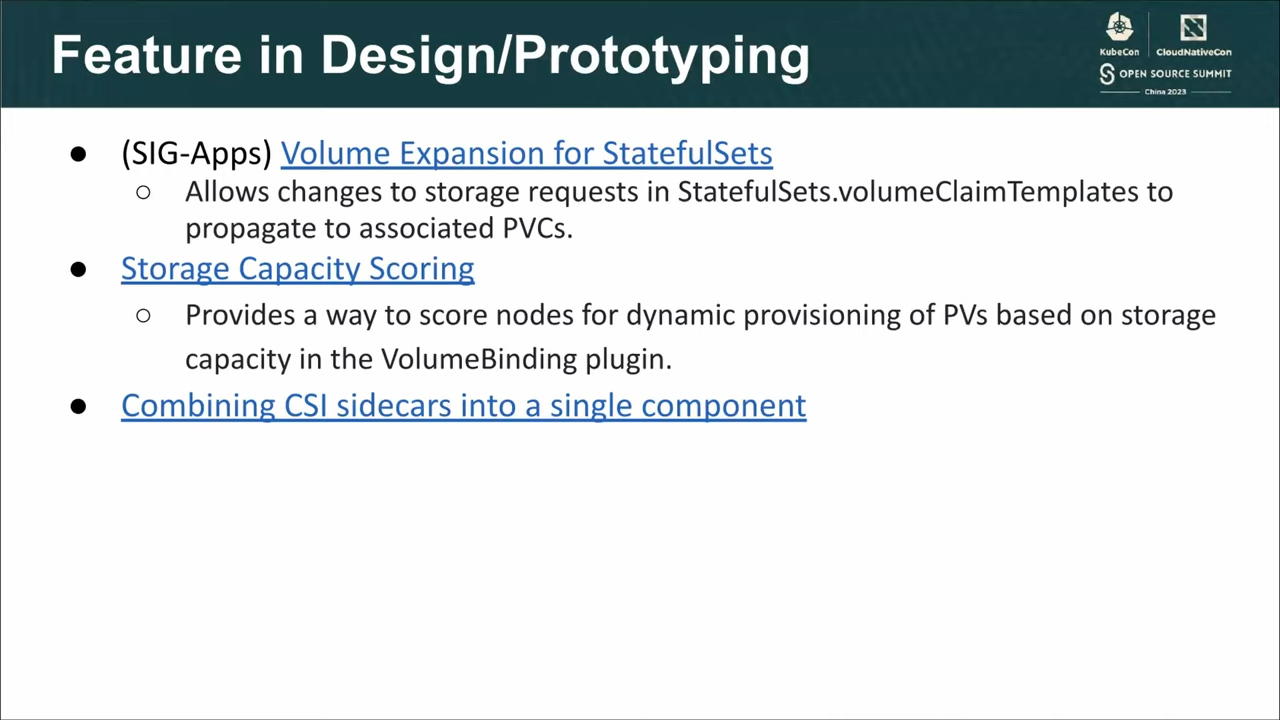 Feature in Design/Prototyping
KubeCon
CloudNativeCon
OPEN SOURCE SUMMIT
China 2023
● (SIG-Apps) Volume Expansion for StatefulSets
○ Allows changes to storage requests in StatefulSets.volumeClaimTemplates to
propagate to associated PVCs.
● Storage Capacity Scoring
○ Provides a way to score nodes for dynamic provisioning of PVs based on storage
capacity in the VolumeBinding plugin.
● Combining CSI sidecars into a single component